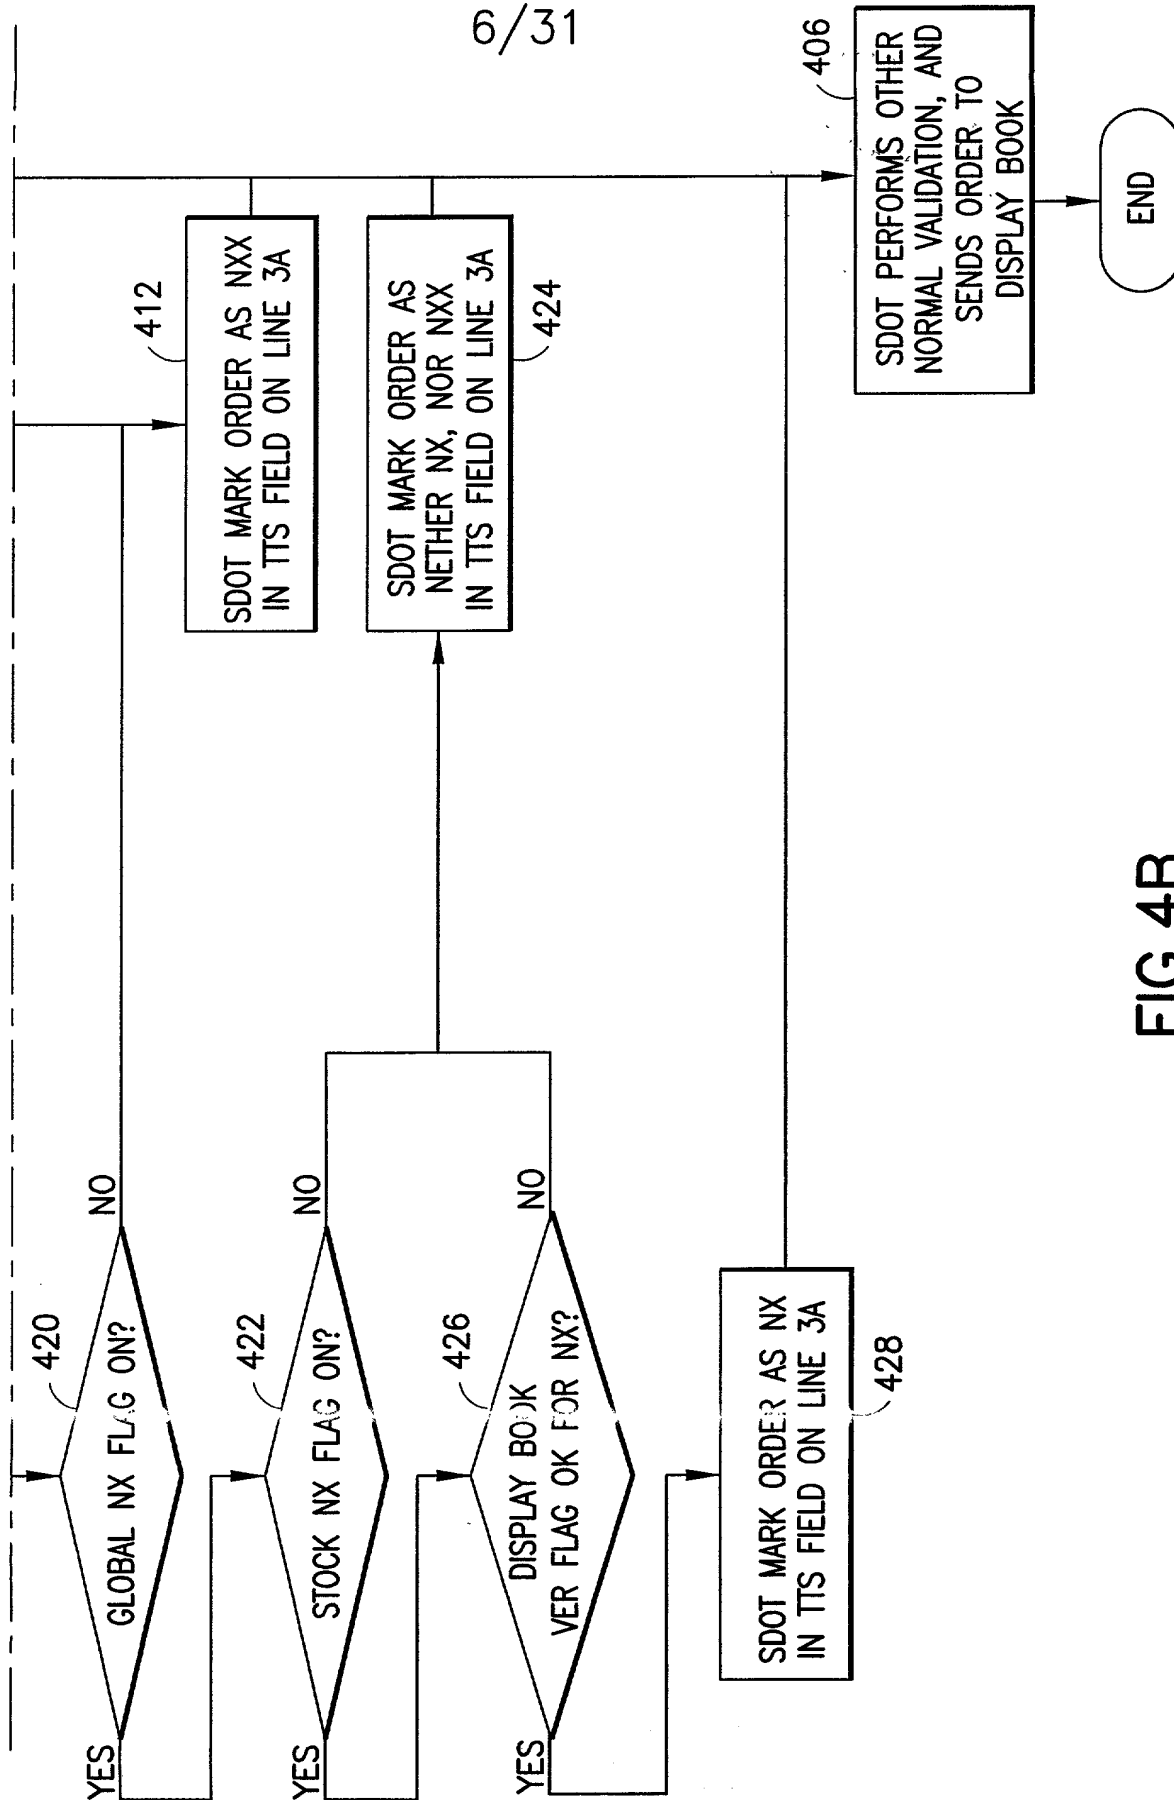 6/31
420
GLOBAL NX FLAG ON?
YES
NO
422
STOCK NX FLAG ON?
YES
NO
426
DISPLAY BOOK
VER FLAG OK FOR NX?
YES
NO
SDOT MARK ORDER AS NX
IN TTS FIELD ON LINE 3A
428
412
SDOT MARK ORDER AS NXX
IN TTS FIELD ON LINE 3A
SDOT MARK ORDER AS
NETHER NX, NOR NXX
IN TTS FIELD ON LINE 3A
424
406
SDOT PERFORMS OTHER
NORMAL VALIDATION, AND
SENDS ORDER TO
DISPLAY BOOK
END
FIG.4B